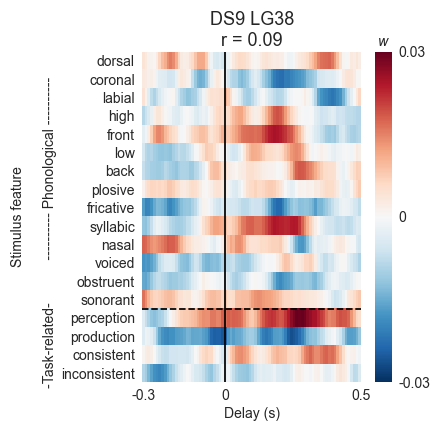 DS9 LG38
r = 0.09
w
dorsal
coronal
labial
high
front
low
back
plosive
fricative
syllabic
nasal
voiced
obstruent
sonorant
perception
production
consistent
inconsistent
Stimulus feature
---------- Phonological ----------
-Task-related-
0.03
0
-0.03
-0.3 0 0.5
Delay (s)